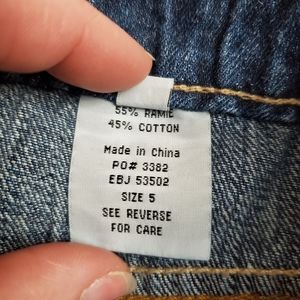 55% RAMIE
45% COTTON
Made in China
PO# 3382
EBJ 53502
SIZE 5
SEE REVERSE
FOR CARE